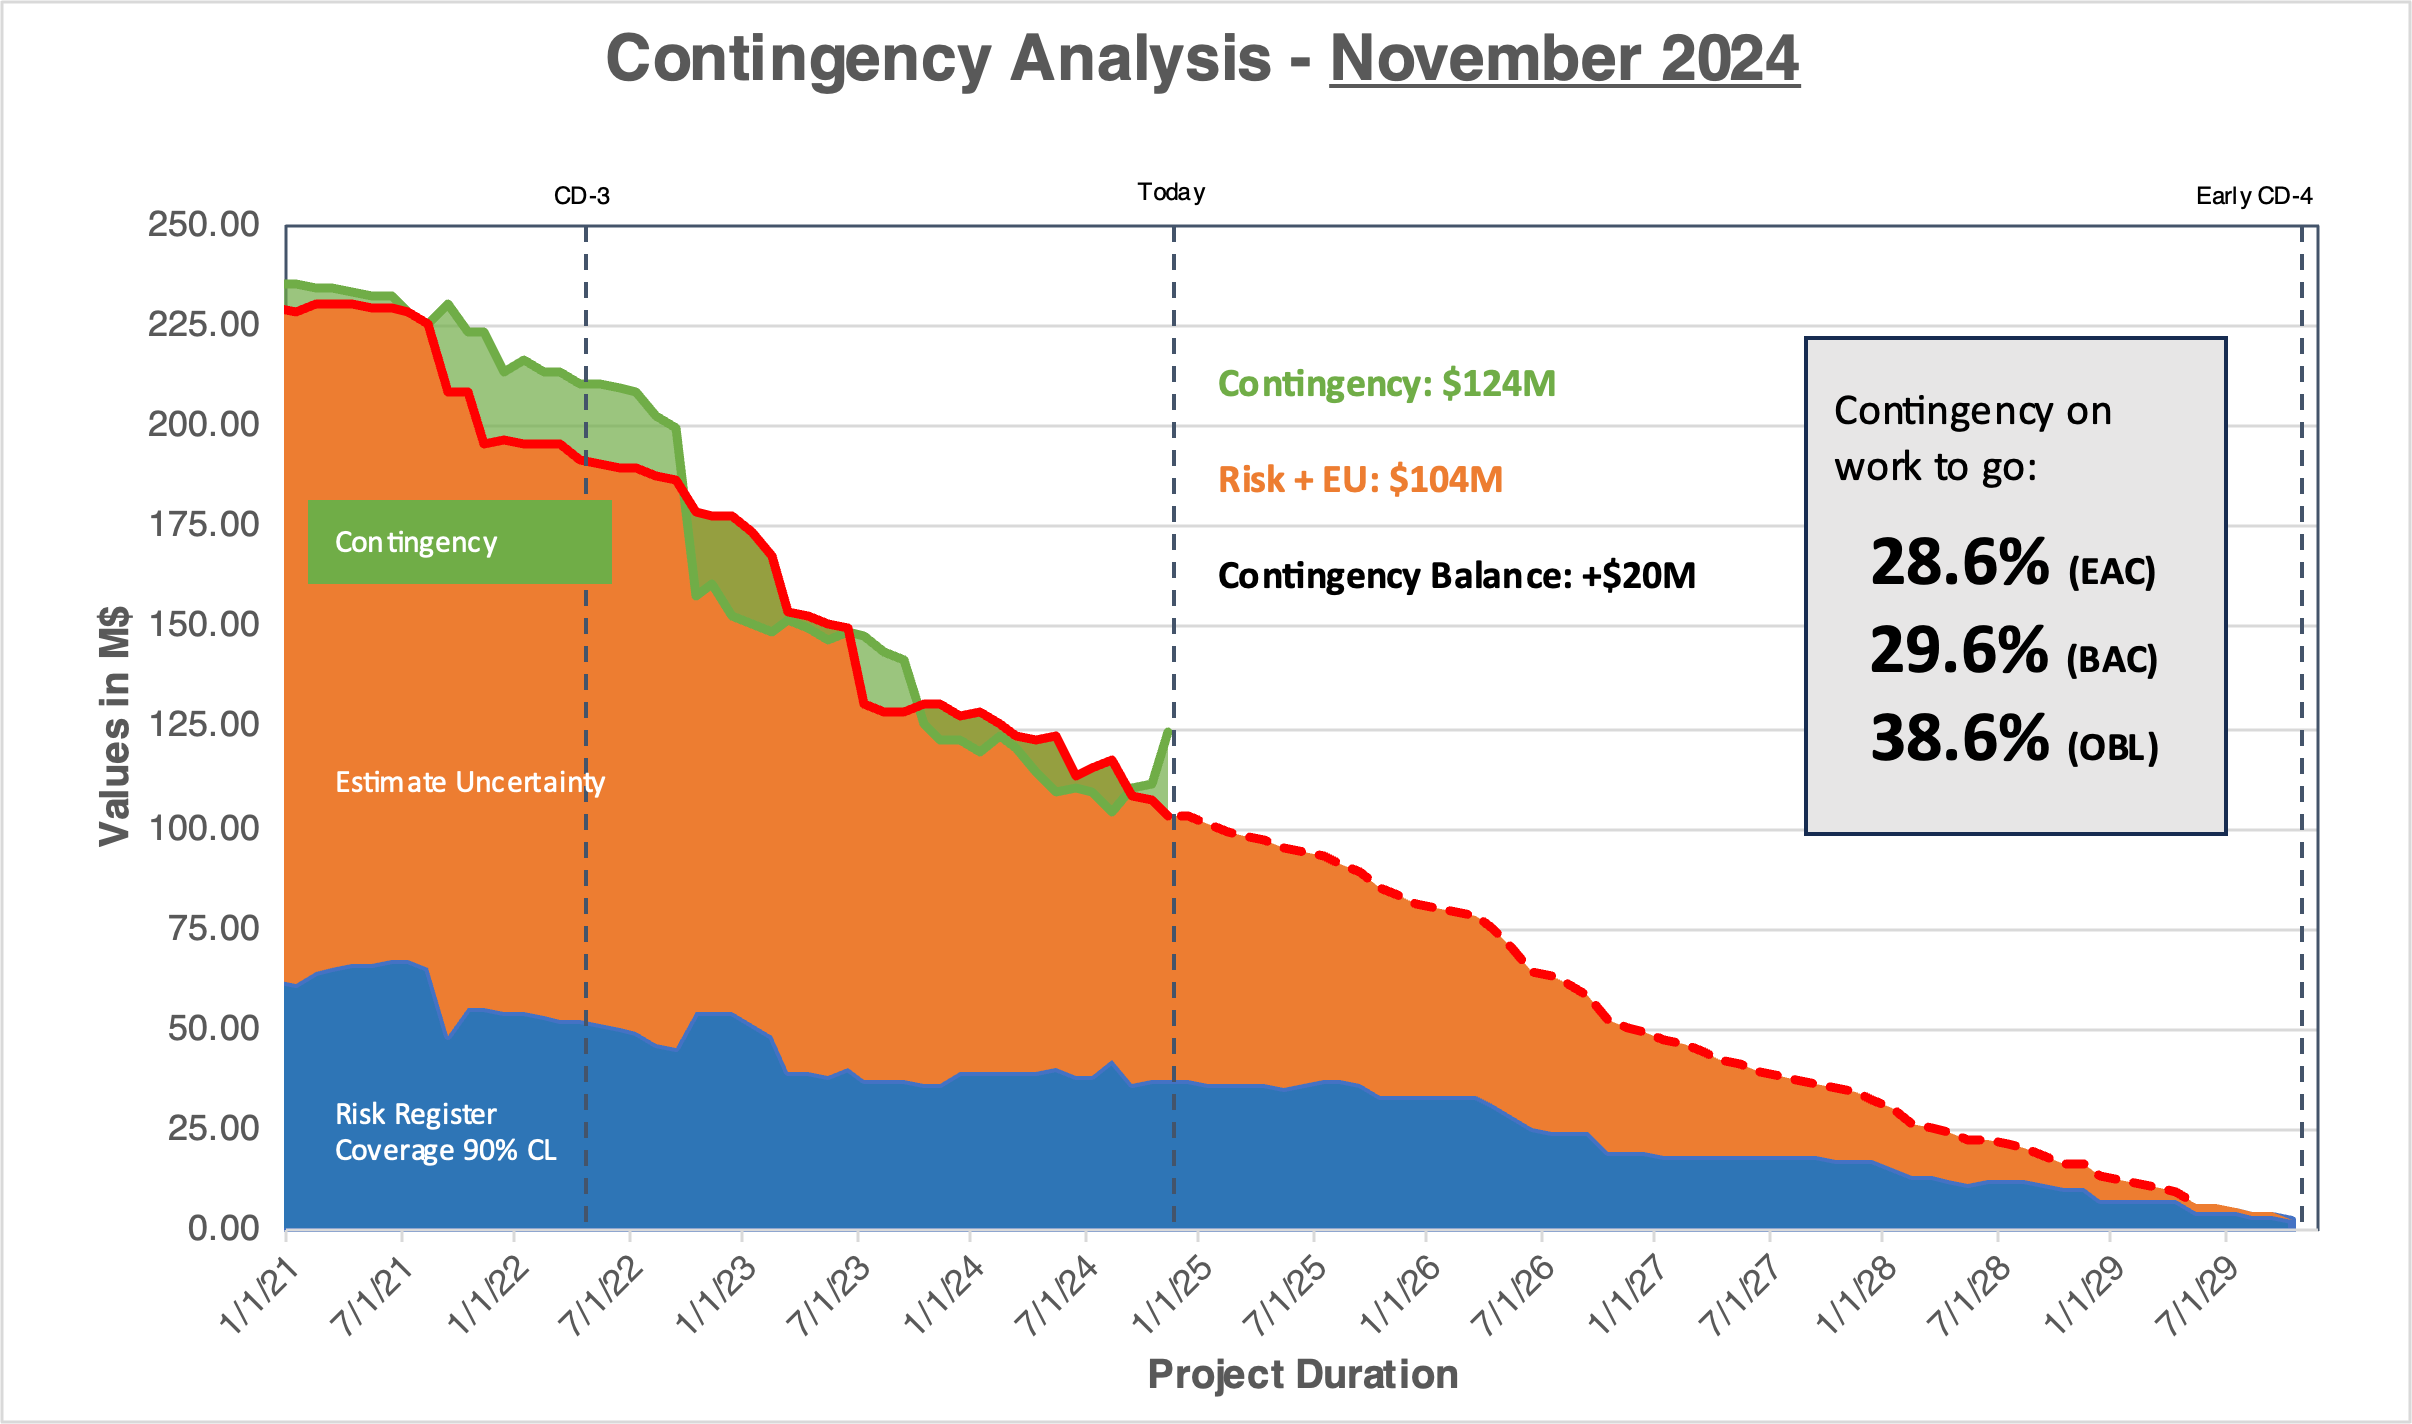 Contingency Analysis - November 2024
CD-3
Today
Early CD-4
250.00
225.00
200.00
175.00
150.00
125.00
100.00
75.00
50.00
25.00
0.00
Values in M$
Contingency
Estimate Uncertainty
Risk Register
Coverage 90% CL
Contingency: $124M
Risk + EU: $104M
Contingency Balance: +$20M
Contingency on
work to go:
28.6% (EAC)
29.6% (BAC)
38.6% (OBL)
1/1/21
7/1/21
1/1/22
7/1/22
1/1/23
7/1/23
1/1/24
7/1/24
1/1/25
7/1/25
1/1/26
7/1/26
1/1/27
7/1/27
1/1/28
7/1/28
1/1/29
7/1/29
Project Duration